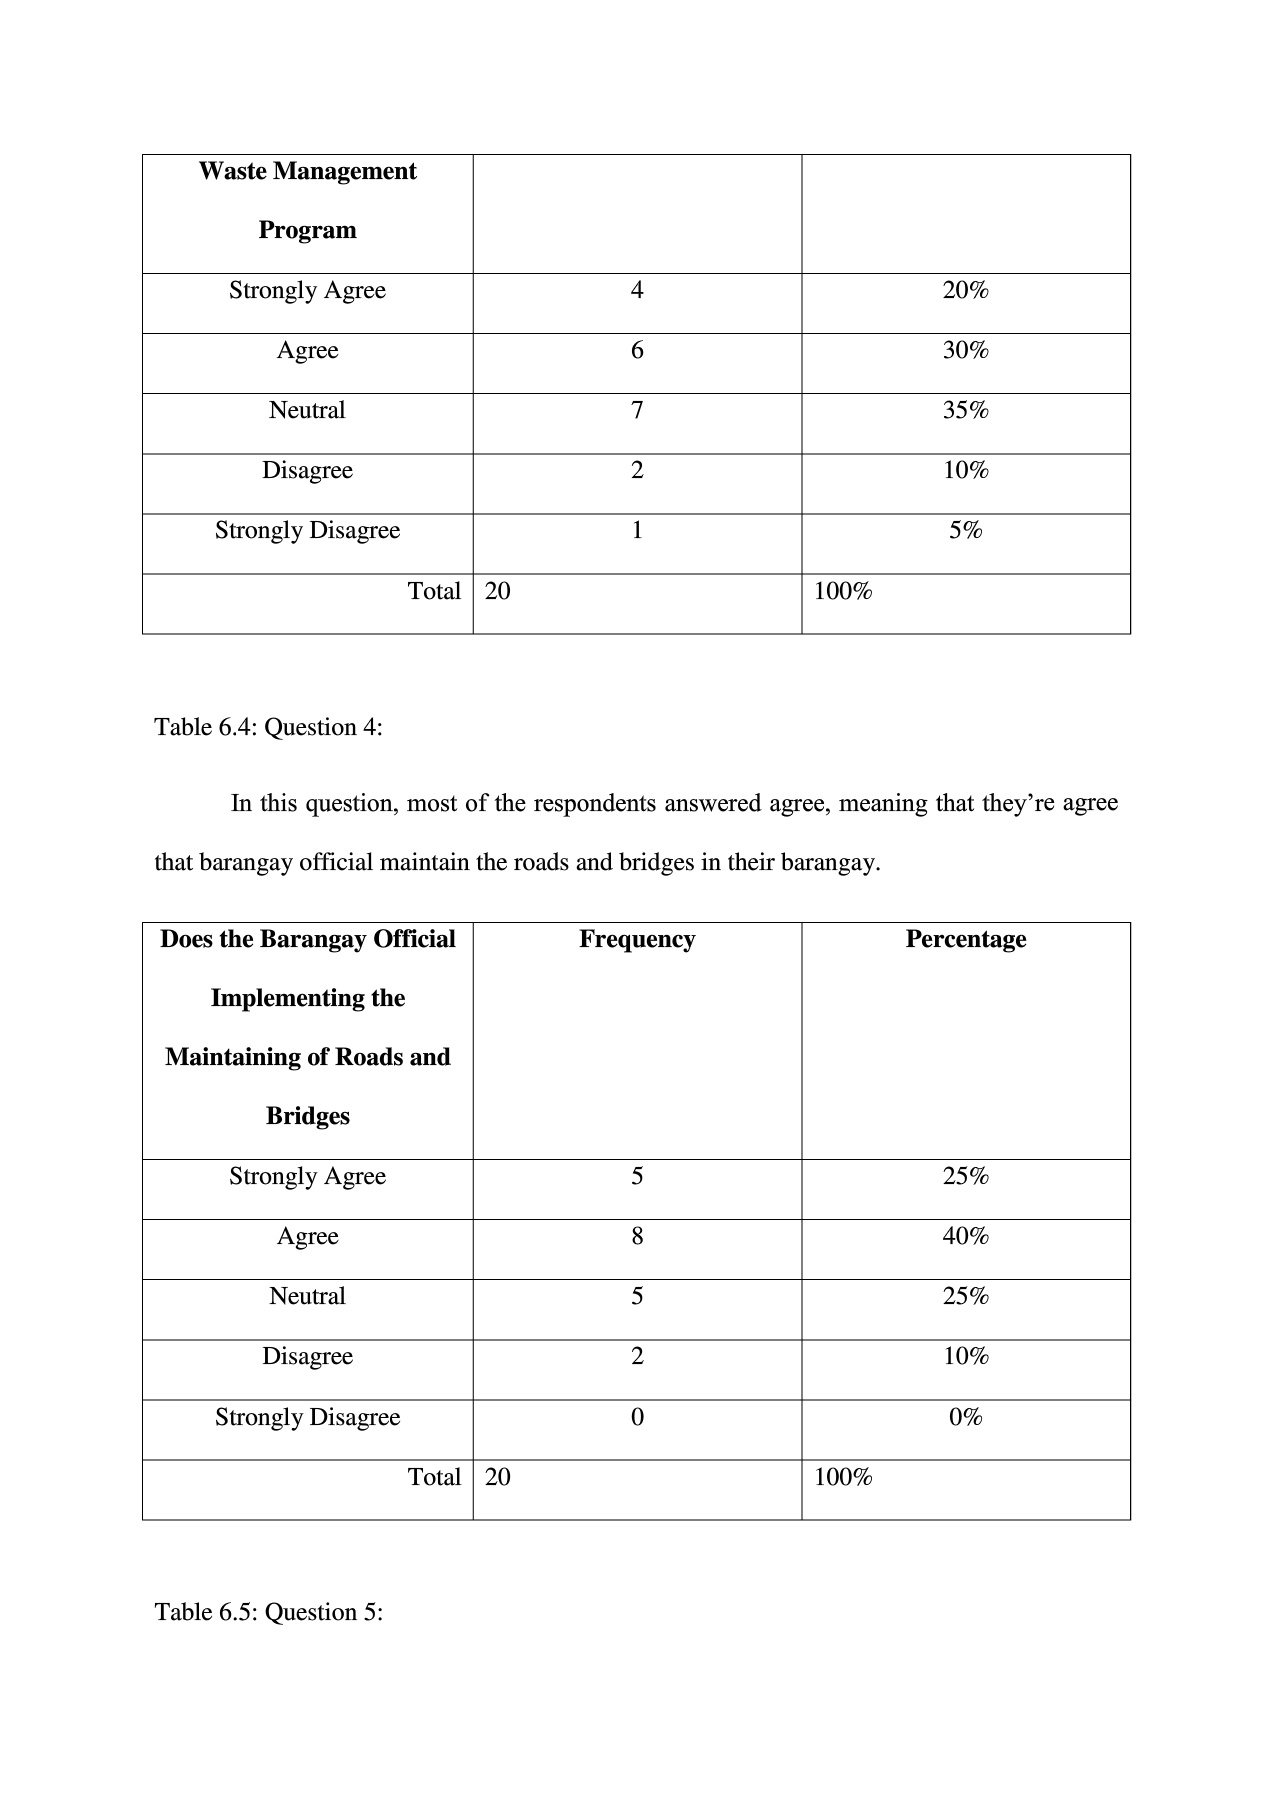 Waste Management
Program
Strongly Agree 4 20%
Agree 6 30%
Neutral 7 35%
Disagree 2 10%
Strongly Disagree 1 5%
Total 20 100%
Table 6.4: Question 4:
In this question, most of the respondents answered agree, meaning that they’re agree
that barangay official maintain the roads and bridges in their barangay.
Does the Barangay Official Frequency Percentage
Implementing the
Maintaining of Roads and
Bridges
Strongly Agree 5 25%
Agree 8 40%
Neutral 5 25%
Disagree 2 10%
Strongly Disagree 0 0%
Total 20 100%
Table 6.5: Question 5: